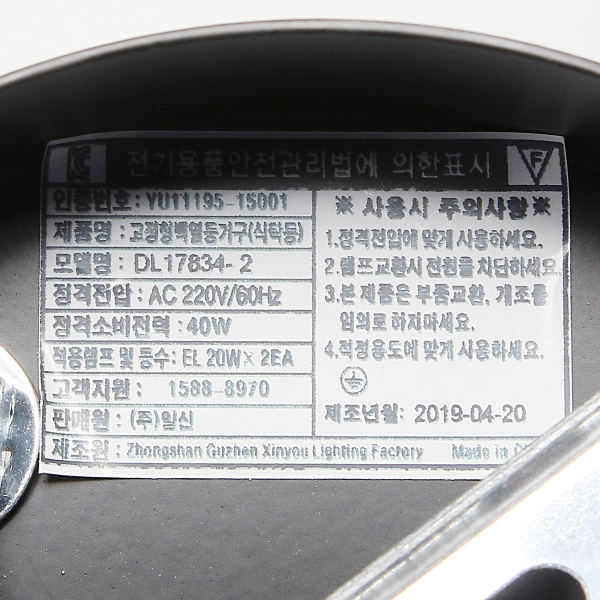 전기용품안전관리법에 의한표시
인증번호 : YU11195-15001
제품명 : 고정형백열등기구(식탁등)
모델명 : DL17834-2
정격전압 : AC 220V/60Hz
정격소비전력 : 40W
적용램프 및 등수 : EL 20W×2EA
고객지원 : 1588-8970
판매원 : (주)일신
제조원 : Zhongshan Guzhen Xinyou Lighting Factory Made in
※ 사용시 주의사항 ※
1.정격전압에 맞게 사용하세요.
2.램프교환시 전원을 차단하세요.
3.본 제품은 부품교환, 개조를
임의로 하지마세요.
4.적정용도에 맞게 사용하세요.
제조년월: 2019-04-20
F